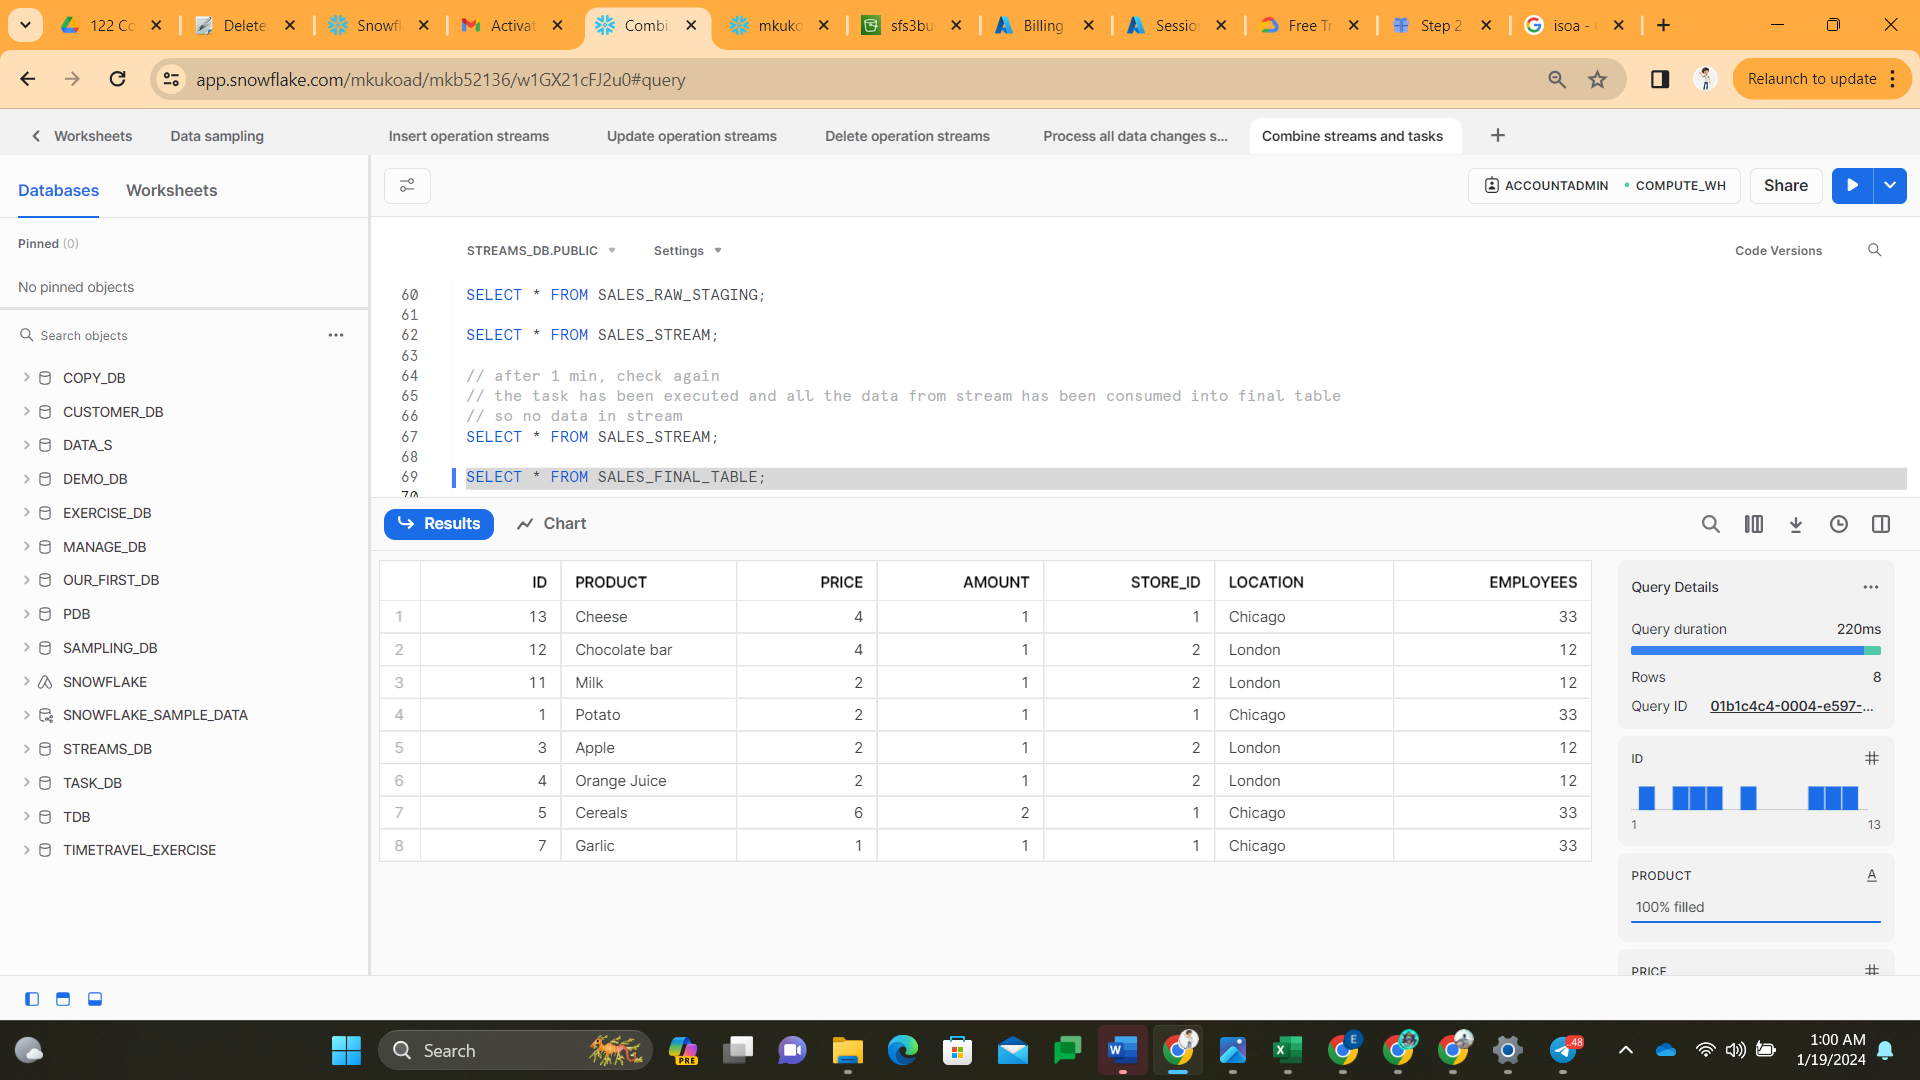 122 Co
Delete
Snowfl
Activat
Combi
mkuko
sfs3bu
Billing
Sessio
Free Tr
Step 2
isoa -
app.snowflake.com/mkukoad/mkb52136/w1GX21cFJ2u0#query
Relaunch to update
Worksheets
Data sampling
Insert operation streams
Update operation streams
Delete operation streams
Process all data changes s...
Combine streams and tasks
Databases
Worksheets
ACCOUNTADMIN
COMPUTE_WH
Share
Pinned (0)
No pinned objects
STREAMS_DB.PUBLIC
Settings
Code Versions
Search objects
COPY_DB
CUSTOMER_DB
DATA_S
DEMO_DB
EXERCISE_DB
MANAGE_DB
OUR_FIRST_DB
PDB
SAMPLING_DB
SNOWFLAKE
SNOWFLAKE_SAMPLE_DATA
STREAMS_DB
TASK_DB
TDB
TIMETRAVEL_EXERCISE
60 SELECT * FROM SALES_RAW_STAGING;
61
62 SELECT * FROM SALES_STREAM;
63
64 // after 1 min, check again
65 // the task has been executed and all the data from stream has been consumed into final table
66 // so no data in stream
67 SELECT * FROM SALES_STREAM;
68
69 SELECT * FROM SALES_FINAL_TABLE;
70
Results
Chart
ID PRODUCT PRICE AMOUNT STORE_ID LOCATION EMPLOYEES
1 13 Cheese 4 1 1 Chicago 33
2 12 Chocolate bar 4 1 2 London 12
3 11 Milk 2 1 2 London 12
4 1 Potato 2 1 1 Chicago 33
5 3 Apple 2 1 2 London 12
6 4 Orange Juice 2 1 2 London 12
7 5 Cereals 6 2 1 Chicago 33
8 7 Garlic 1 1 1 Chicago 33
Query Details
Query duration 220ms
Rows 8
Query ID 01b1c4c4-0004-e597-...
ID
1 13
PRODUCT
100% filled
PRICE
Search
PRE
E
48
1:00 AM
1/19/2024